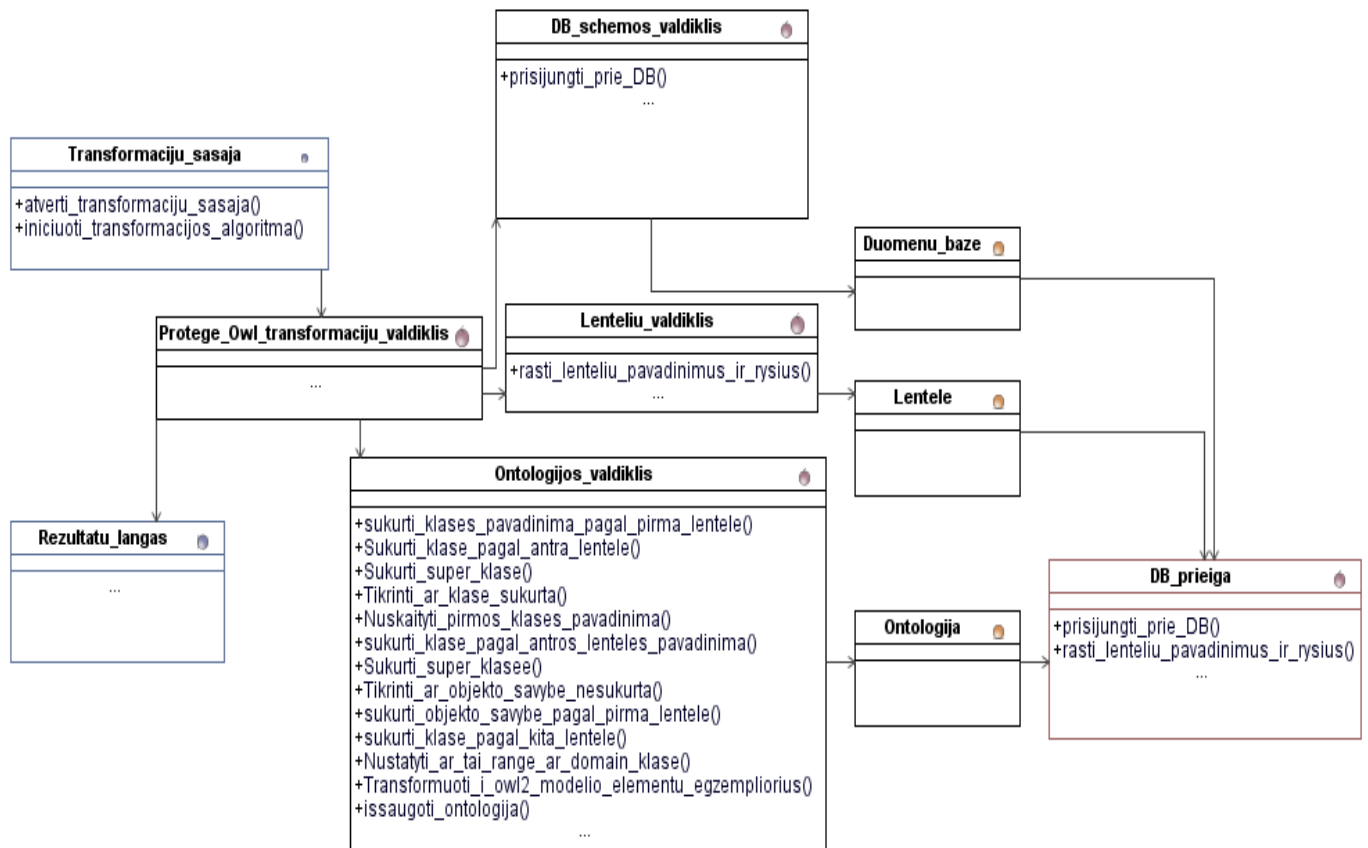 DB_schemos_valdiklis
+prisijungti_prie_DB()
...
Transformaciju_sasaja
+atverti_transformaciju_sasaja()
+iniciuoti_transformacijos_algoritma()
Duomenu_baze
Protege_Owl_transformaciju_valdiklis
...
Lenteliu_valdiklis
+rasti_lenteliu_pavadinimus_ir_rysius()
...
Lentele
Ontologijos_valdiklis
+sukurti_klases_pavadinima_pagal_pirma_lentele()
+Sukurti_klase_pagal_antra_lentele()
+Sukurti_super_klase()
+Tikrinti_ar_klase_sukurta()
+Nuskaityti_pirmos_klases_pavadinima()
+sukurti_klase_pagal_antros_lenteles_pavadinima()
+Sukurti_super_klasee()
+Tikrinti_ar_objekto_savybe_nesukurta()
+sukurti_objekto_savybe_pagal_pirma_lentele()
+sukurti_klase_pagal_kita_lentele()
+Nustatyti_ar_tai_range_ar_domain_klase()
+Transformuoti_i_owl2_modelio_elementu_egzempliorius()
+issaugoti_ontologija()
...
Rezultatu_langas
...
Ontologija
DB_prieiga
+prisijungti_prie_DB()
+rasti_lenteliu_pavadinimus_ir_rysius()
...